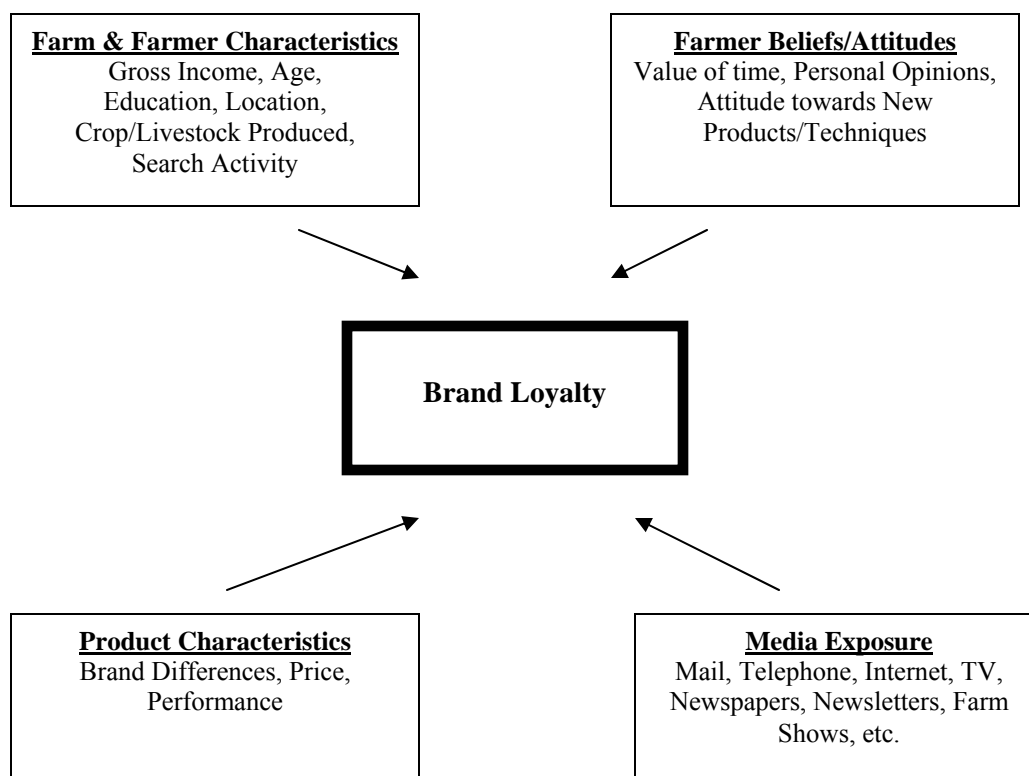 Farm & Farmer Characteristics
Gross Income, Age,
Education, Location,
Crop/Livestock Produced,
Search Activity
Farmer Beliefs/Attitudes
Value of time, Personal Opinions,
Attitude towards New
Products/Techniques
Brand Loyalty
Product Characteristics
Brand Differences, Price,
Performance
Media Exposure
Mail, Telephone, Internet, TV,
Newspapers, Newsletters, Farm
Shows, etc.